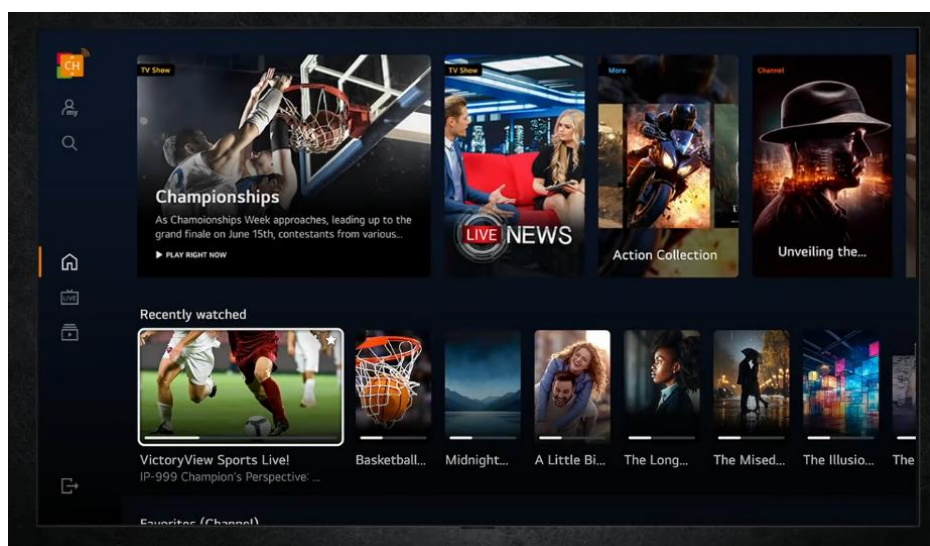 CH
my
LIVE
TV Show
Championships
As Chamoionships Week approaches, leading up to the
grand finale on June 15th, contestants from various...
PLAY RIGHT NOW
TV Show
LIVE NEWS
More
Action Collection
Channel
Unveiling the...
Recently watched
VictoryView Sports Live!
IP-999 Champion's Perspective: ...
Basketball...
Midnight...
A Little Bi...
The Long...
The Mised...
The Illusio...
The
Favorites (Channel)